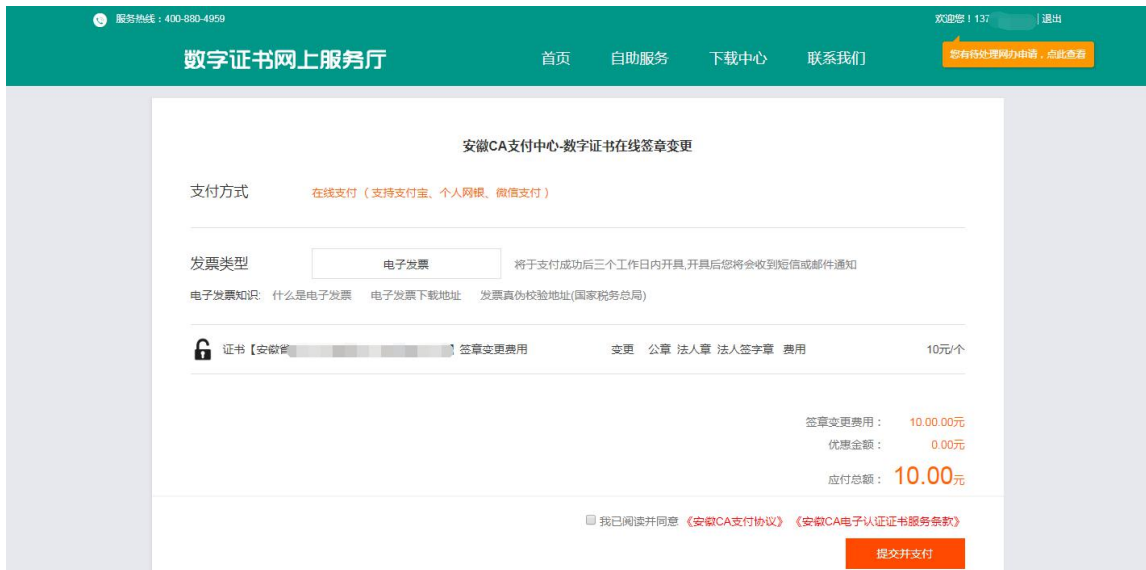 服务热线：400-880-4959
欢迎您！137 | 退出
数字证书网上服务厅 首页 自助服务 下载中心 联系我们
您有待处理网办申请，点此查看
安徽CA支付中心-数字证书在线签章变更
支付方式 在线支付（支持支付宝、个人网银、微信支付）
发票类型 电子发票 将于支付成功后三个工作日内开具,开具后您将会收到短信或邮件通知
电子发票知识: 什么是电子发票 电子发票下载地址 发票真伪校验地址(国家税务总局)
证书【安徽省 】签章变更费用 变更 公章 法人章 法人签字章 费用 10元/个
签章变更费用： 10.00.00元
优惠金额： 0.00元
应付总额： 10.00元
我已阅读并同意《安徽CA支付协议》《安徽CA电子认证证书服务条款》
提交并支付